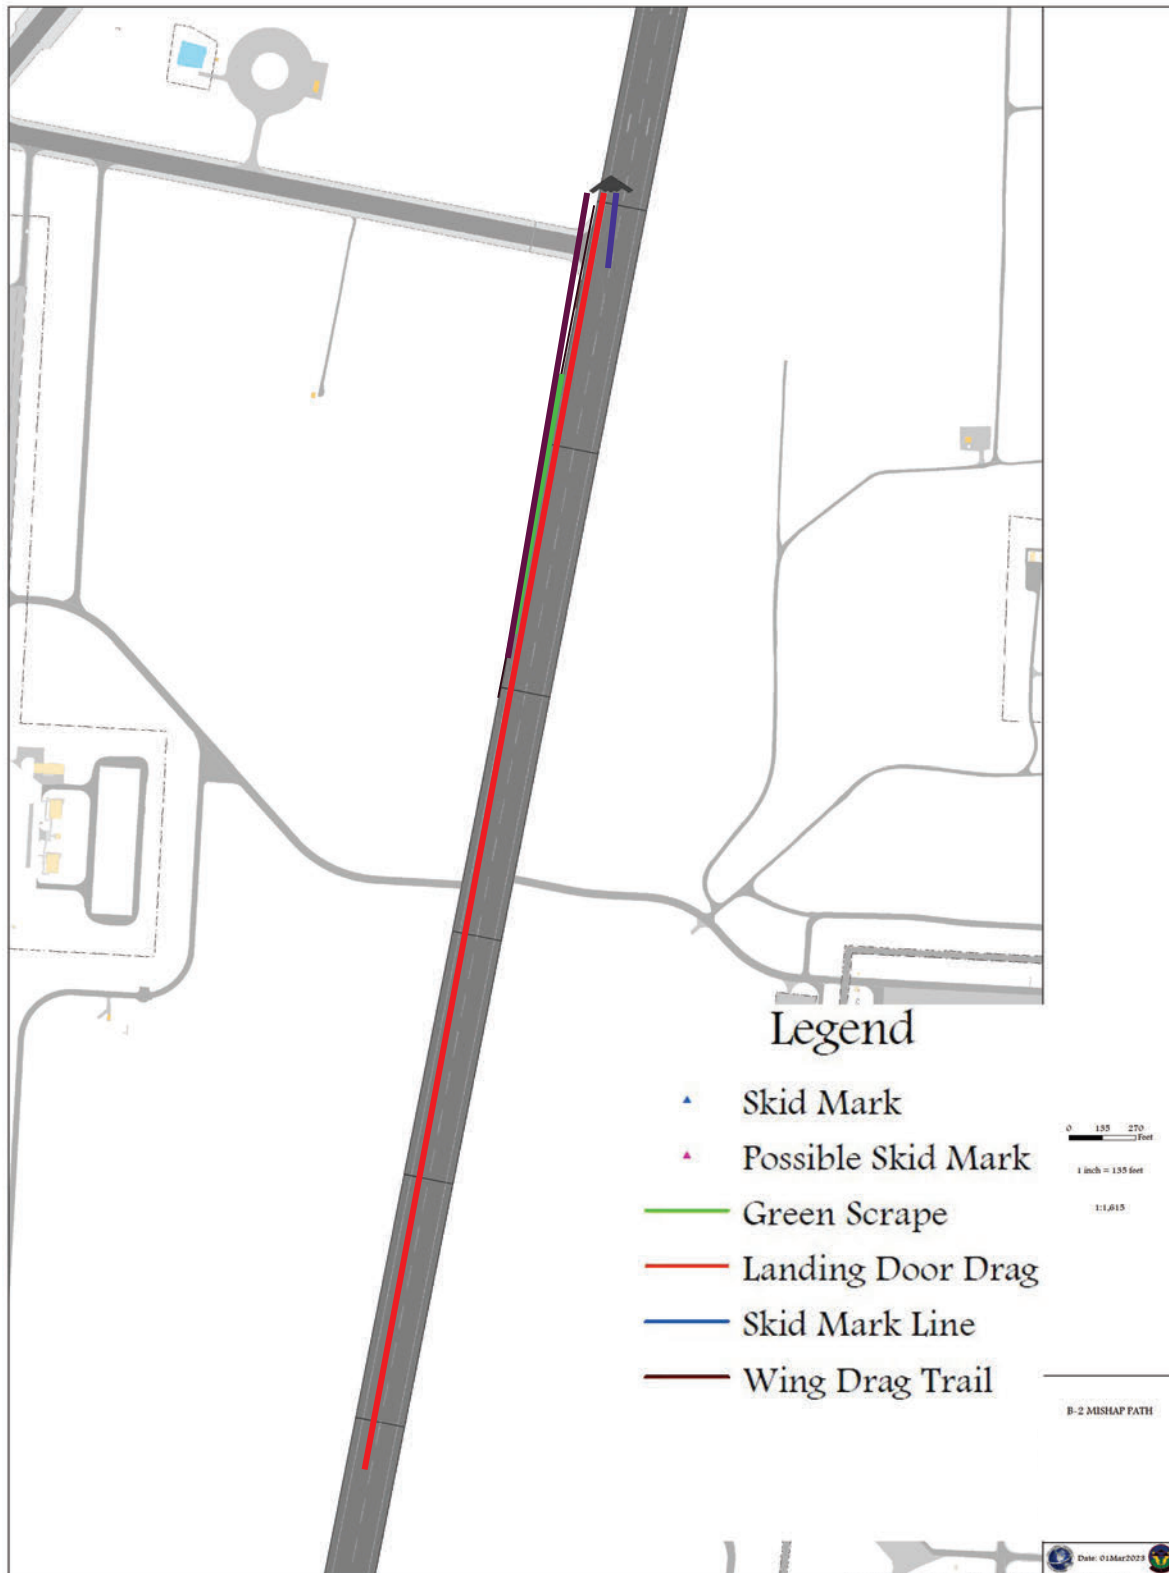 Legend
Skid Mark
Possible Skid Mark
Green Scrape
Landing Door Drag
Skid Mark Line
Wing Drag Trail
0 135 270
Feet
1 inch = 135 feet
1:1,615
B-2 MISHAP PATH
Date: 01Mar2023